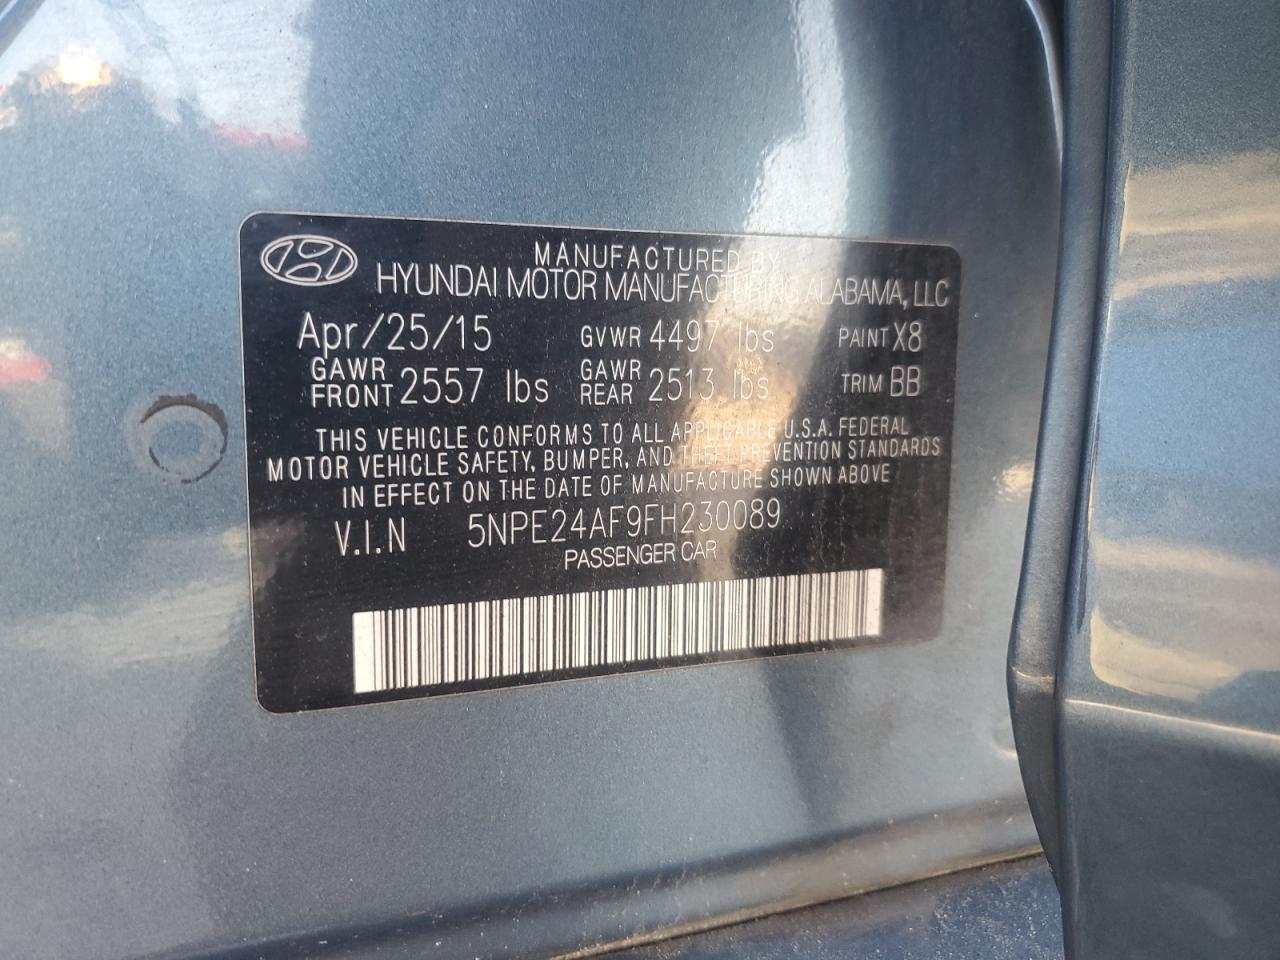 MANUFACTURED BY
HYUNDAI MOTOR MANUFACTURING ALABAMA, LLC
Apr/25/15 GVWR 4497 lbs PAINT X8
GAWR FRONT 2557 lbs GAWR REAR 2513 lbs TRIM BB
THIS VEHICLE CONFORMS TO ALL APPLICABLE U.S.A. FEDERAL
MOTOR VEHICLE SAFETY, BUMPER, AND THEFT PREVENTION STANDARDS
IN EFFECT ON THE DATE OF MANUFACTURE SHOWN ABOVE
V.I.N 5NPE24AF9FH230089
PASSENGER CAR